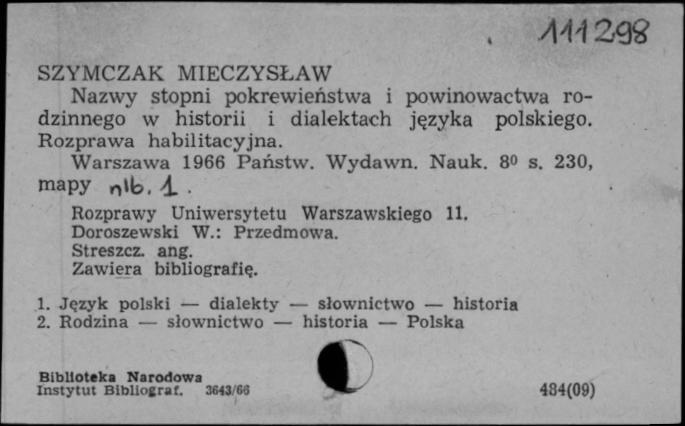 111298
SZYMCZAK MIECZYSŁAW
Nazwy stopni pokrewieństwa i powinowactwa ro-
dzinnego w historii i dialektach języka polskiego.
Rozprawa habilitacyjna.
Warszawa 1966 Państw. Wydawn. Nauk. 8⁰ s. 230,
mapy nlb. 1.
Rozprawy Uniwersytetu Warszawskiego 11.
Doroszewski W.: Przedmowa.
Streszcz. ang.
Zawiera bibliografię.
1. Język polski — dialekty — słownictwo — historia
2. Rodzina — słownictwo — historia — Polska
Biblioteka Narodowa
Instytut Bibliograf. 3643/66 484(09)